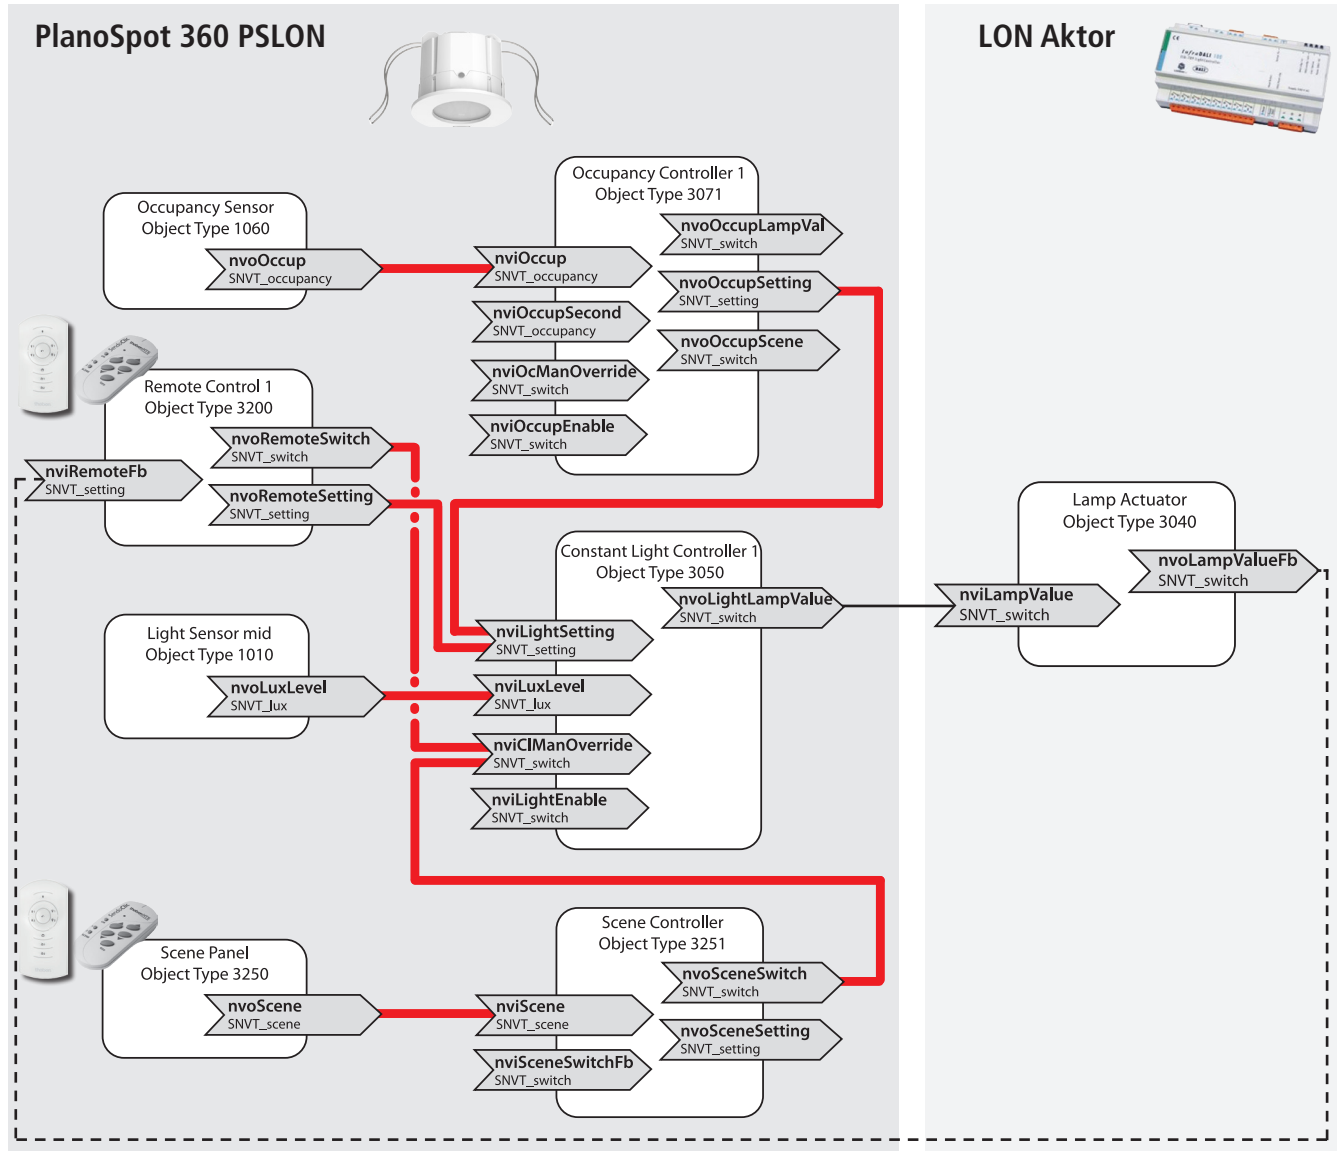 PlanoSpot 360 PSLON
LON Aktor
InfraDALI
Occupancy Sensor
Object Type 1060
nvoOccup
SNVT_occupancy
Occupancy Controller 1
Object Type 3071
nvoOccupLampVal
SNVT_switch
nviOccup
SNVT_occupancy
nvoOccupSetting
SNVT_setting
nviOccupSecond
SNVT_occupancy
nvoOccupScene
SNVT_switch
nviOcManOverride
SNVT_switch
nviOccupEnable
SNVT_switch
Remote Control 1
Object Type 3200
nvoRemoteSwitch
SNVT_switch
nviRemoteFb
SNVT_setting
nvoRemoteSetting
SNVT_setting
Lamp Actuator
Object Type 3040
nvoLampValueFb
SNVT_switch
nviLampValue
SNVT_switch
Constant Light Controller 1
Object Type 3050
nvoLightLampValue
SNVT_switch
nviLightSetting
SNVT_setting
Light Sensor mid
Object Type 1010
nvoLuxLevel
SNVT_lux
nviLuxLevel
SNVT_lux
nviClManOverride
SNVT_switch
nviLightEnable
SNVT_switch
Scene Panel
Object Type 3250
nvoScene
SNVT_scene
Scene Controller
Object Type 3251
nvoSceneSwitch
SNVT_switch
nviScene
SNVT_scene
nvoSceneSetting
SNVT_setting
nviSceneSwitchFb
SNVT_switch